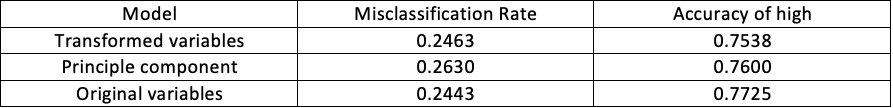 Model Misclassification Rate Accuracy of high
Transformed variables 0.2463 0.7538
Principle component 0.2630 0.7600
Original variables 0.2443 0.7725